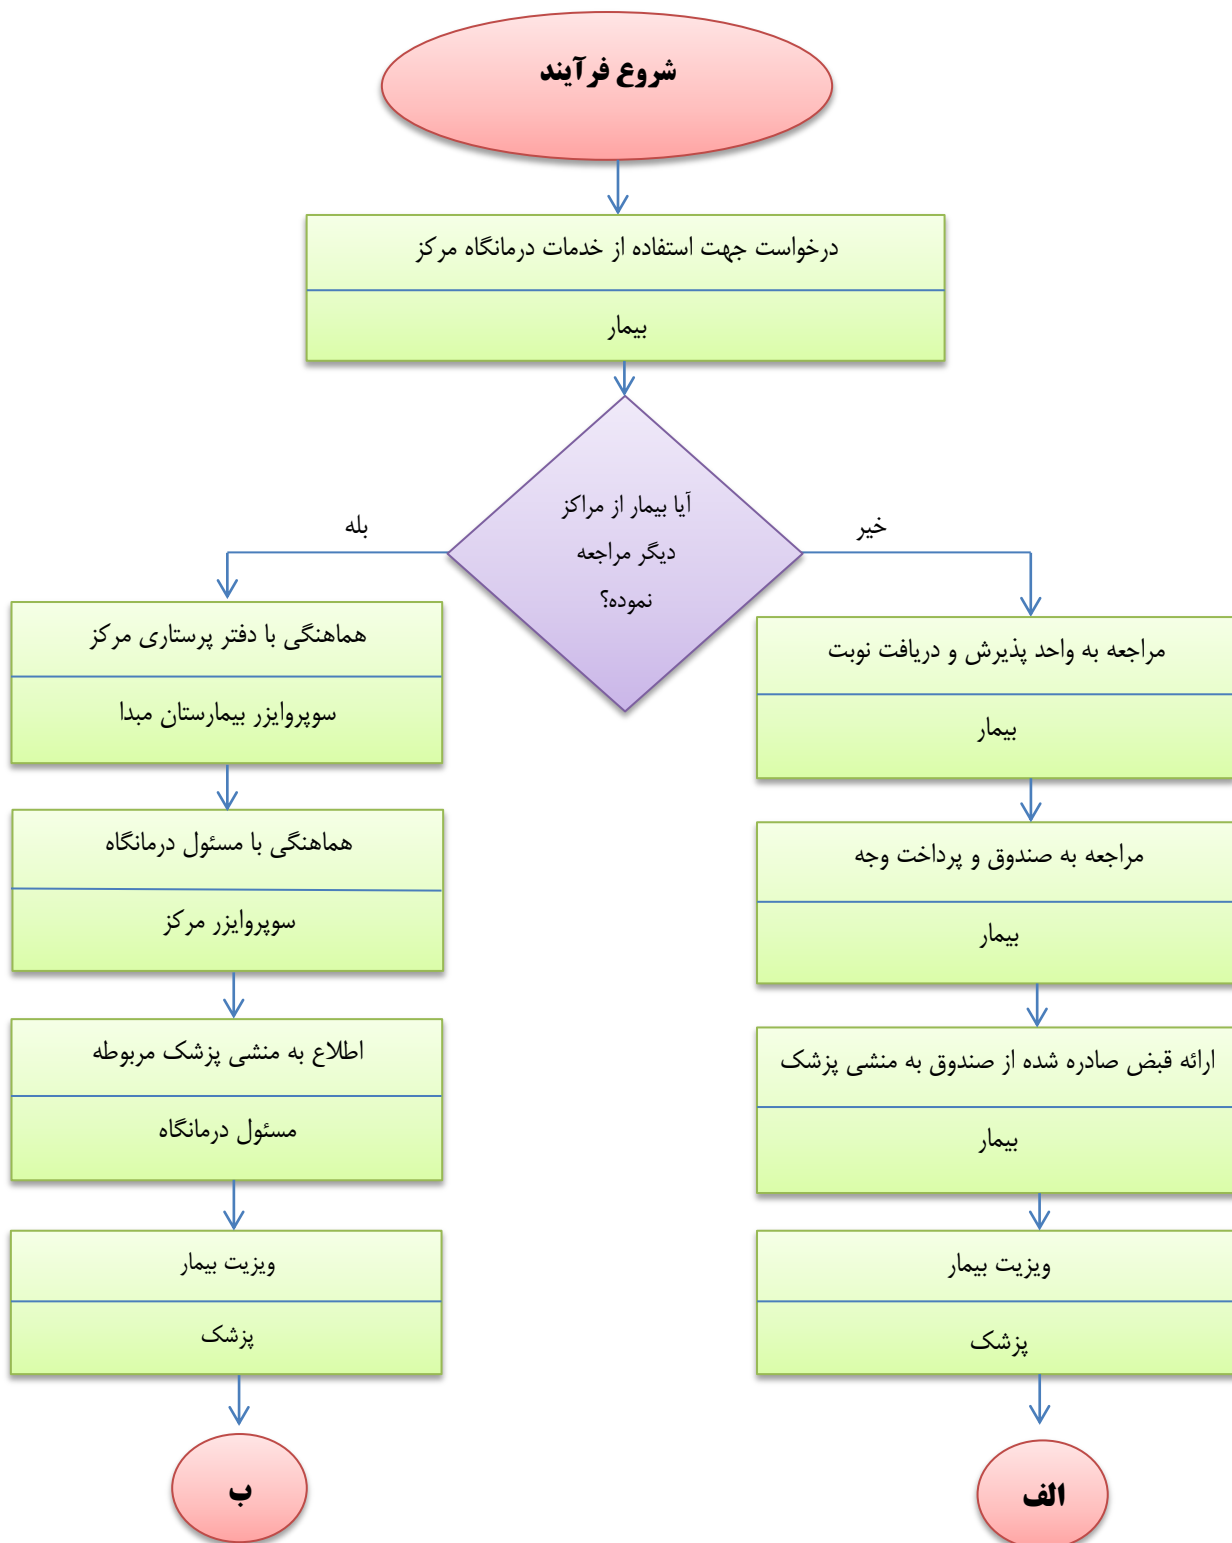 شروع فرآیند
درخواست جهت استفاده از خدمات درمانگاه مرکز
بیمار
آیا بیمار از مراکز
دیگر مراجعه
نموده؟
خیر
مراجعه به واحد پذیرش و دریافت نوبت
بیمار
مراجعه به صندوق و پرداخت وجه
بیمار
ارائه قبض صادره شده از صندوق به منشی پزشک
بیمار
ویزیت بیمار
پزشک
الف
بله
هماهنگی با دفتر پرستاری مرکز
سوپروایزر بیمارستان مبدا
هماهنگی با مسئول درمانگاه
سوپروایزر مرکز
اطلاع به منشی پزشک مربوطه
مسئول درمانگاه
ویزیت بیمار
پزشک
ب